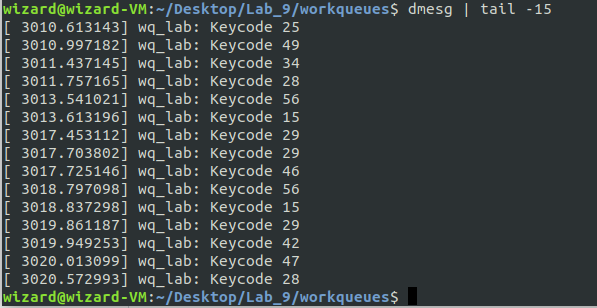 wizard@wizard-VM:~/Desktop/Lab_9/workqueues$ dmesg | tail -15
[ 3010.613143] wq_lab: Keycode 25
[ 3010.997182] wq_lab: Keycode 49
[ 3011.437145] wq_lab: Keycode 34
[ 3011.757165] wq_lab: Keycode 28
[ 3013.541021] wq_lab: Keycode 56
[ 3013.613196] wq_lab: Keycode 15
[ 3017.453112] wq_lab: Keycode 29
[ 3017.703802] wq_lab: Keycode 29
[ 3017.725146] wq_lab: Keycode 46
[ 3018.797098] wq_lab: Keycode 56
[ 3018.837298] wq_lab: Keycode 15
[ 3019.861187] wq_lab: Keycode 29
[ 3019.949253] wq_lab: Keycode 42
[ 3020.013099] wq_lab: Keycode 47
[ 3020.572993] wq_lab: Keycode 28
wizard@wizard-VM:~/Desktop/Lab_9/workqueues$